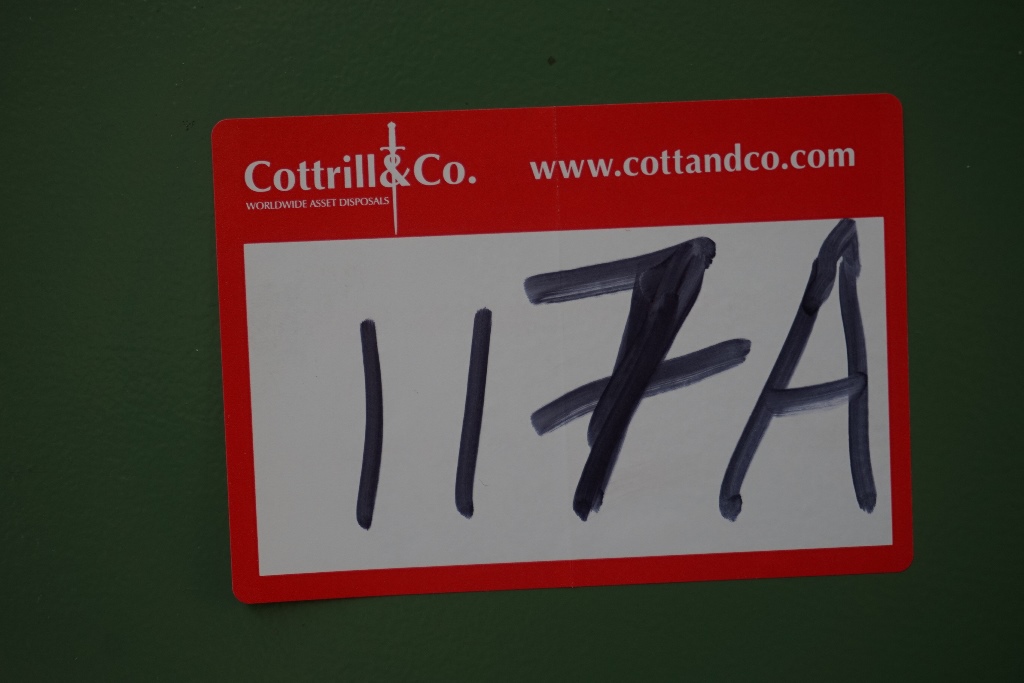 Cottrill&Co. www.cottandco.com
WORLDWIDE ASSET DISPOSALS
117A